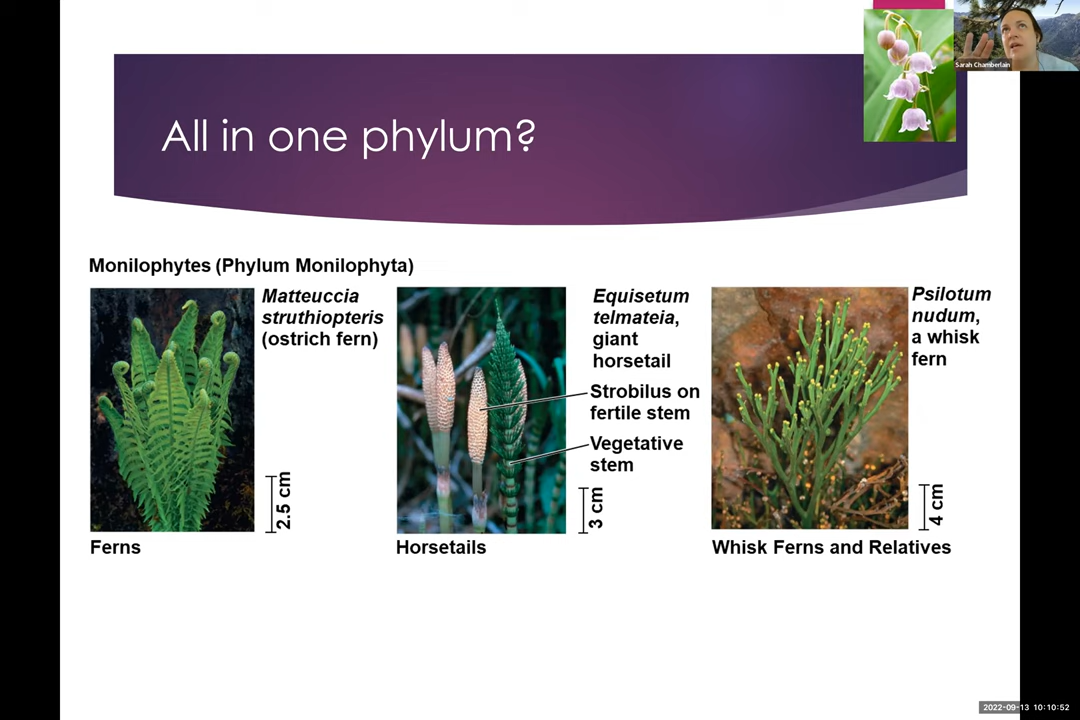 Sarah Chamberlain
All in one phylum?
Monilophytes (Phylum Monilophyta)
Matteuccia
struthiopteris
(ostrich fern)
2.5 cm
Ferns
Equisetum
telmateia,
giant
horsetail
Strobilus on
fertile stem
Vegetative
stem
3 cm
Horsetails
Psilotum
nudum,
a whisk
fern
4 cm
Whisk Ferns and Relatives
2022-09-13 10:10:52